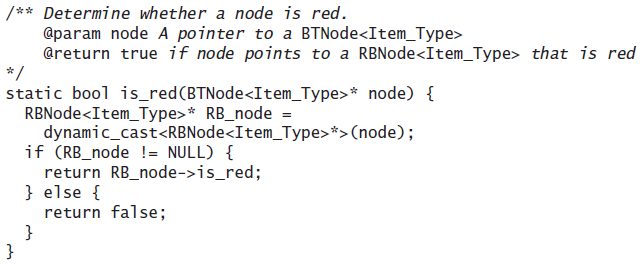 /** Determine whether a node is red.
    @param node A pointer to a BTNode<Item_Type>
    @return true if node points to a RBNode<Item_Type> that is red
*/
static bool is_red(BTNode<Item_Type>* node) {
  RBNode<Item_Type>* RB_node =
    dynamic_cast<RBNode<Item_Type>*>(node);
  if (RB_node != NULL) {
    return RB_node->is_red;
  } else {
    return false;
  }
}